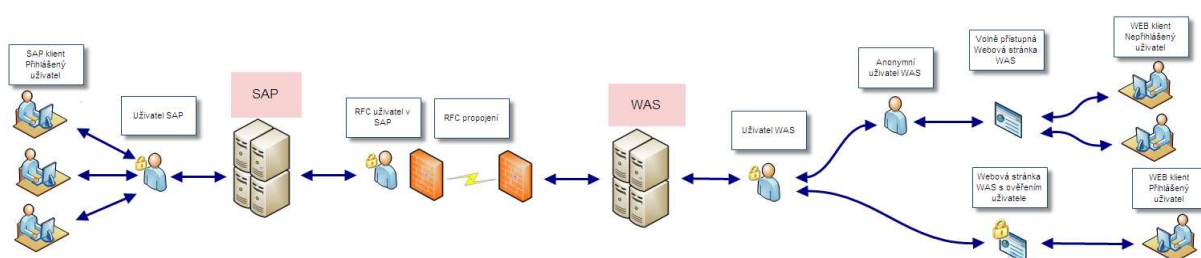 SAP klient
Přihlášený
uživatel
Uživatel SAP
SAP
RFC uživatel v
SAP
RFC propojení
WAS
Uživatel WAS
Anonymní
uživatel WAS
Volně přístupná
Webová stránka
WAS
WEB klient
Nepřihlášený
uživatel
Webová stránka
WAS s ověřením
uživatele
WEB klient
Přihlášený
uživatel